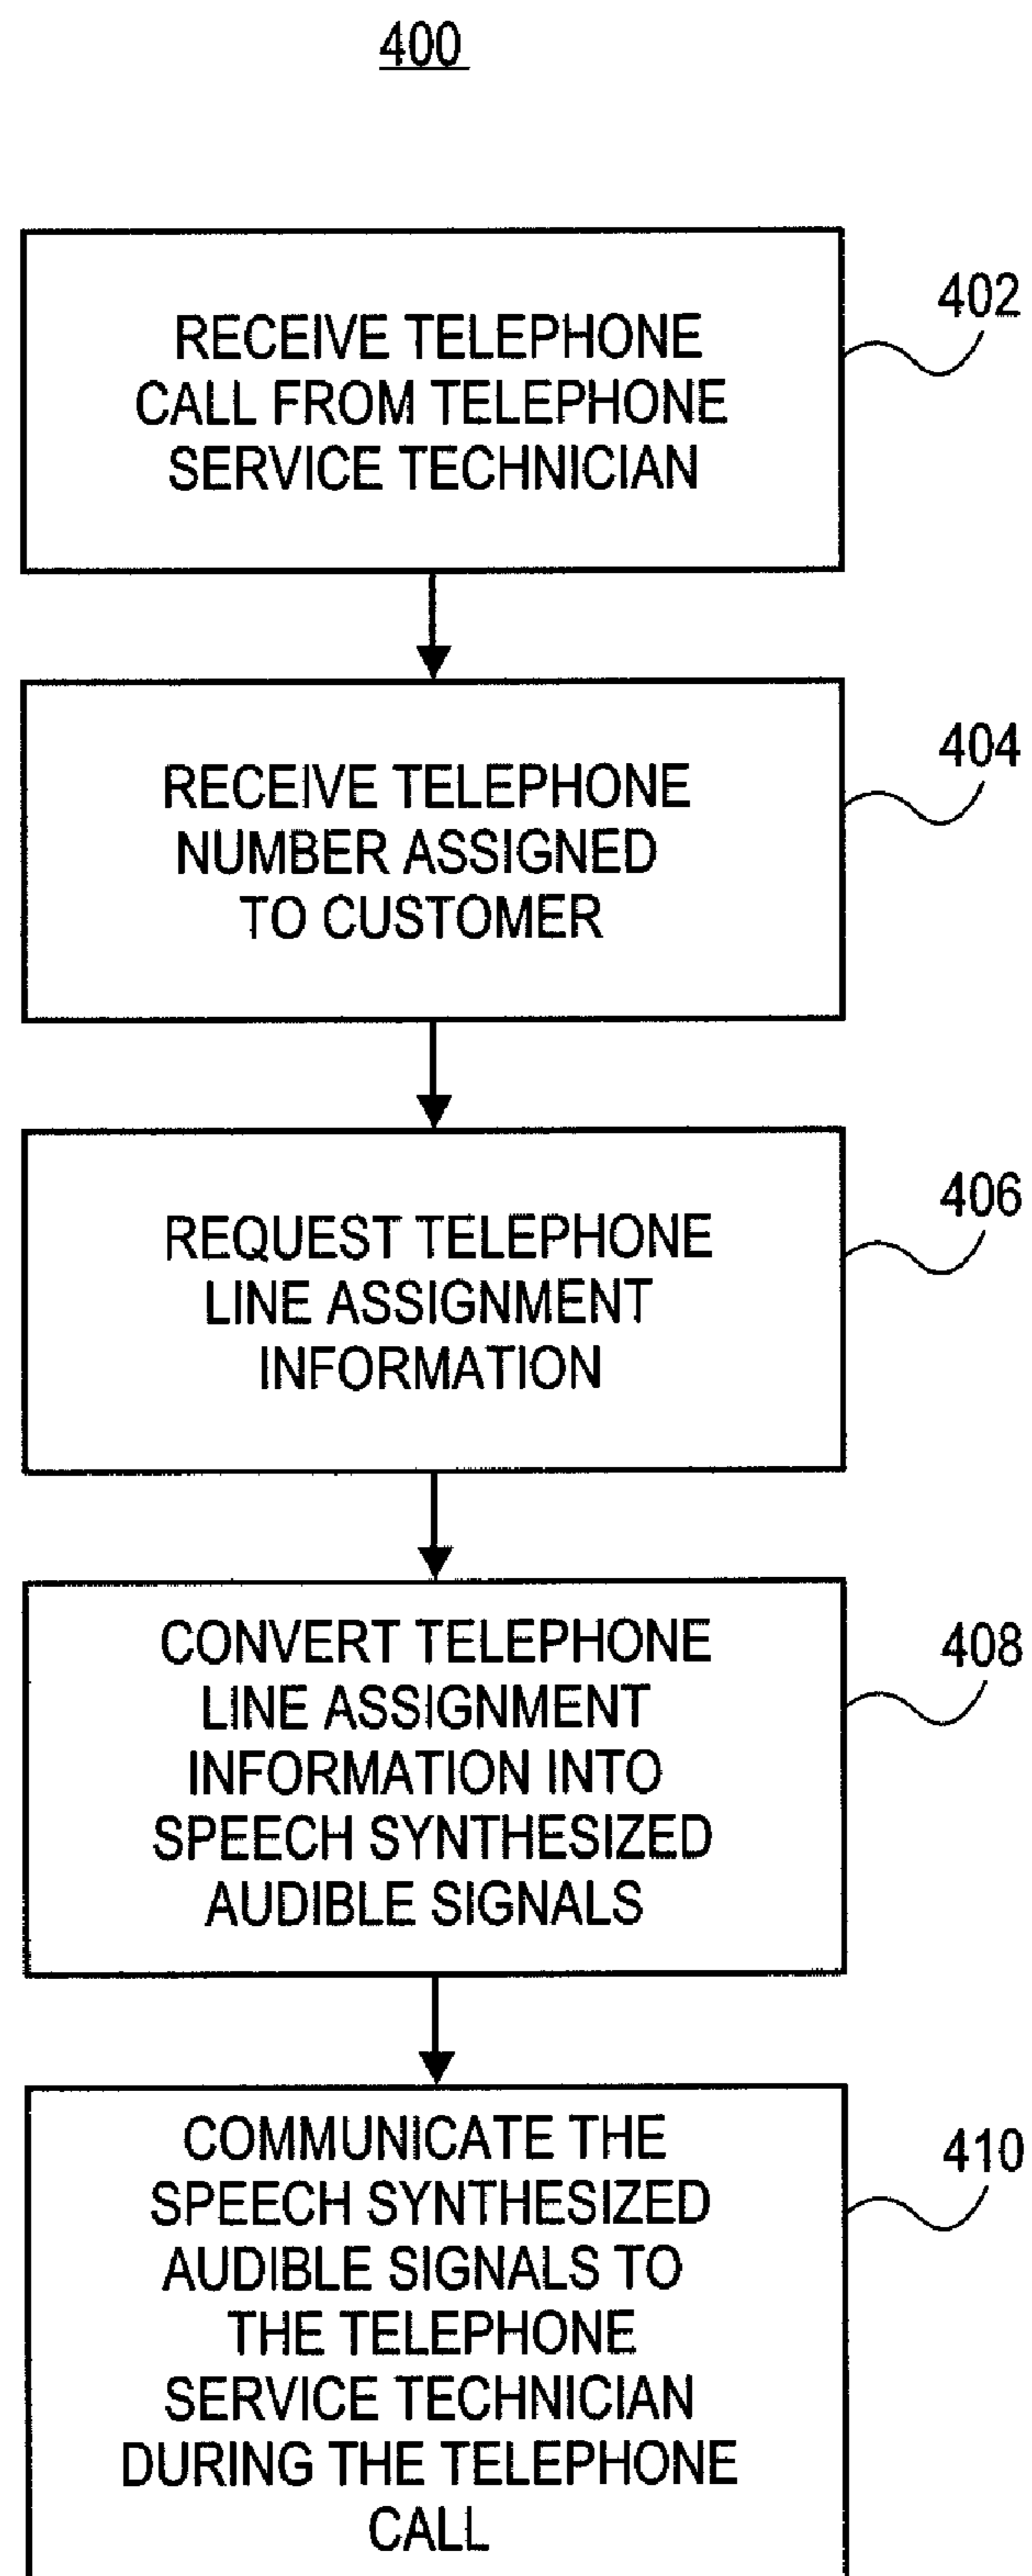 400
RECEIVE TELEPHONE
CALL FROM TELEPHONE
SERVICE TECHNICIAN
402
RECEIVE TELEPHONE
NUMBER ASSIGNED
TO CUSTOMER
404
REQUEST TELEPHONE
LINE ASSIGNMENT
INFORMATION
406
CONVERT TELEPHONE
LINE ASSIGNMENT
INFORMATION INTO
SPEECH SYNTHESIZED
AUDIBLE SIGNALS
408
COMMUNICATE THE
SPEECH SYNTHESIZED
AUDIBLE SIGNALS TO
THE TELEPHONE
SERVICE TECHNICIAN
DURING THE TELEPHONE
CALL
410